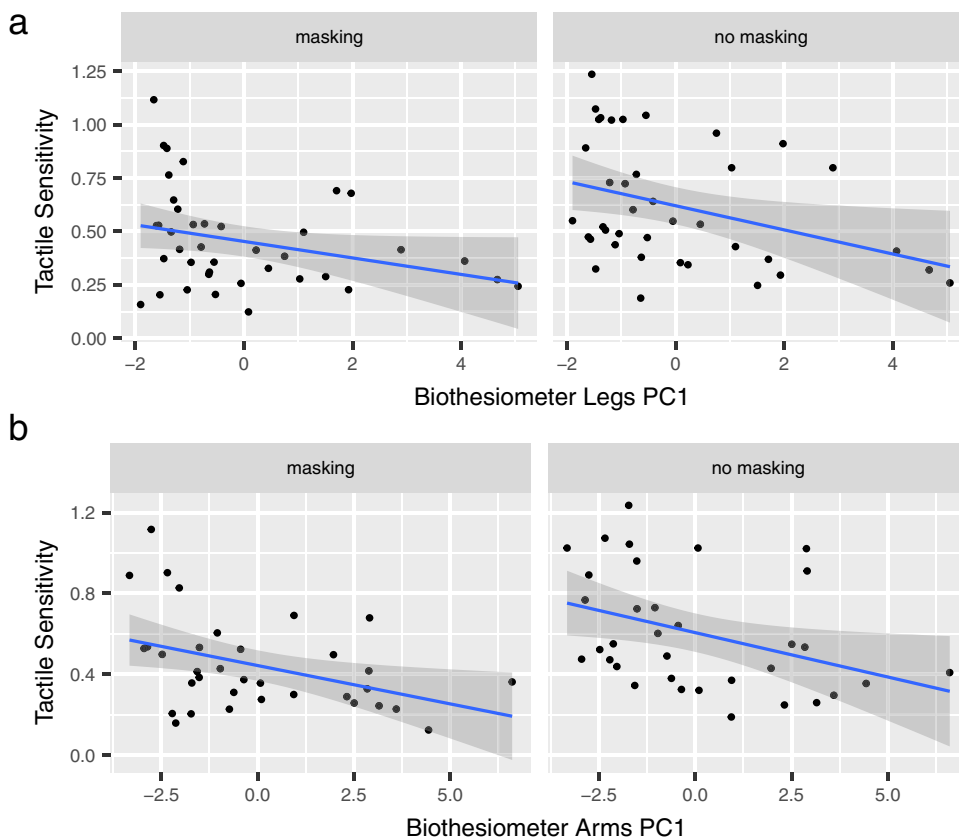 a
masking
no masking
Tactile Sensitivity
1.25
1.00
0.75
0.50
0.25
0.00
−2
0
2
4
−2
0
2
4
Biothesiometer Legs PC1
b
masking
no masking
Tactile Sensitivity
1.2
0.8
0.4
0.0
−2.5
0.0
2.5
5.0
−2.5
0.0
2.5
5.0
Biothesiometer Arms PC1